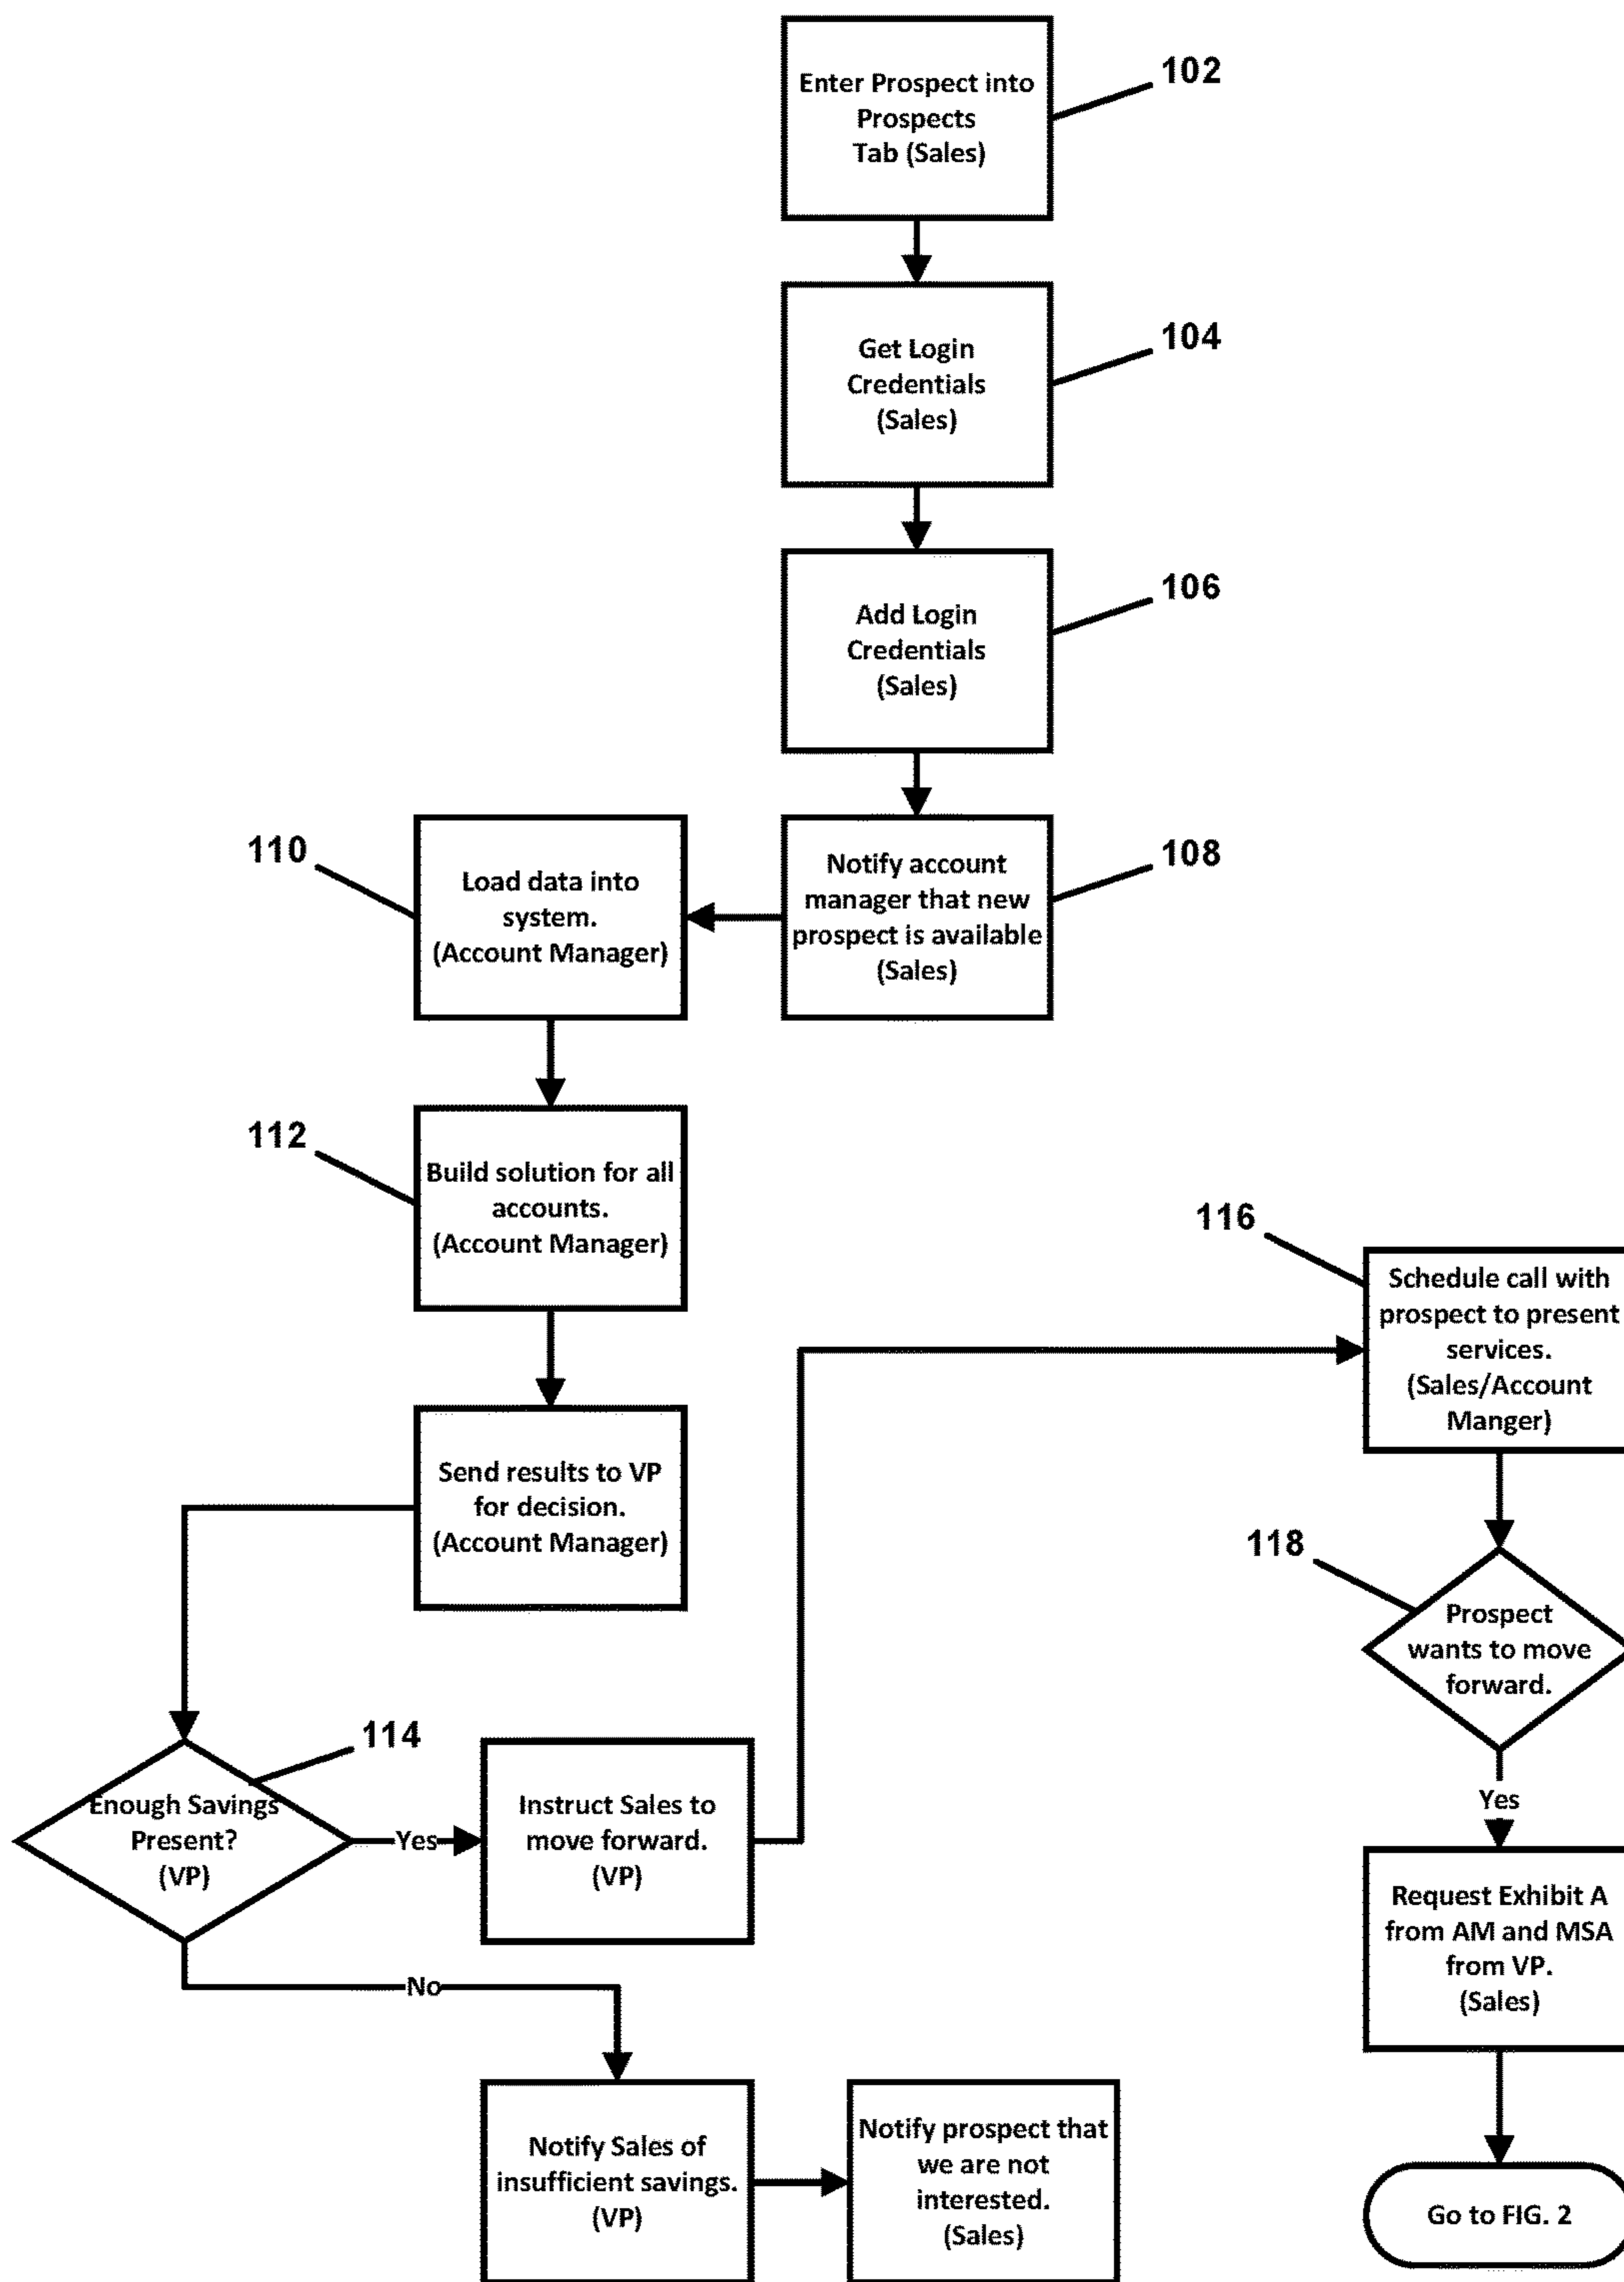 Enter Prospect into
Prospects
Tab (Sales)
102
Get Login
Credentials
(Sales)
104
Add Login
Credentials
(Sales)
106
Notify account
manager that new
prospect is available
(Sales)
108
110
Load data into
system.
(Account Manager)
112
Build solution for all
accounts.
(Account Manager)
Send results to VP
for decision.
(Account Manager)
114
Enough Savings
Present?
(VP)
Yes
Instruct Sales to
move forward.
(VP)
No
Notify Sales of
insufficient savings.
(VP)
Notify prospect that
we are not
interested.
(Sales)
116
Schedule call with
prospect to present
services.
(Sales/Account
Manger)
118
Prospect
wants to move
forward.
Yes
Request Exhibit A
from AM and MSA
from VP.
(Sales)
Go to FIG. 2